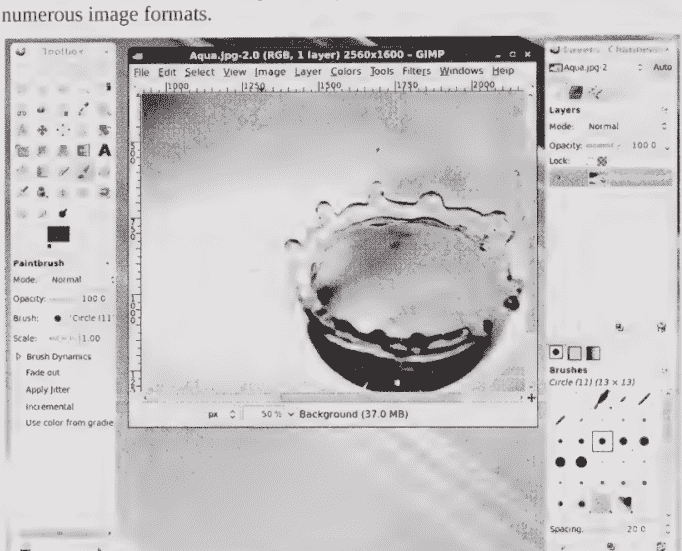 numerous image formats.
Toolbox
Aqua.jpg-2.0 (RGB, 1 layer) 2560x1600 – GIMP
File Edit Select View Image Layer Colors Tools Filters Windows Help
1000 1250 1500 1750 2000
Layers, Channels
Aqua.jpg-2 Auto
Layers
Mode: Normal
Opacity: 100.0
Lock:
Paintbrush
Mode: Normal
Opacity: 100.0
Brush: Circle (11)
Scale: 1.00
Brush Dynamics
Fade out
Apply Jitter
Incremental
Use color from gradie
px 50 % Background (37.0 MB)
Brushes
Circle (11) (13 × 13)
Spacing: 20.0